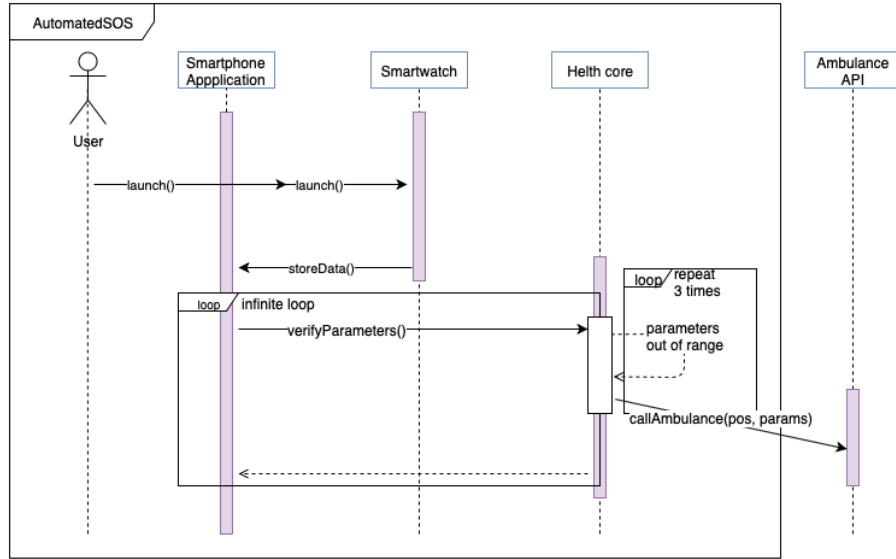 AutomatedSOS
Smartphone
Appplication
Smartwatch
Helth core
Ambulance
API
User
launch()
launch()
storeData()
loop
repeat
3 times
loop
infinite loop
verifyParameters()
parameters
out of range
callAmbulance(pos, params)